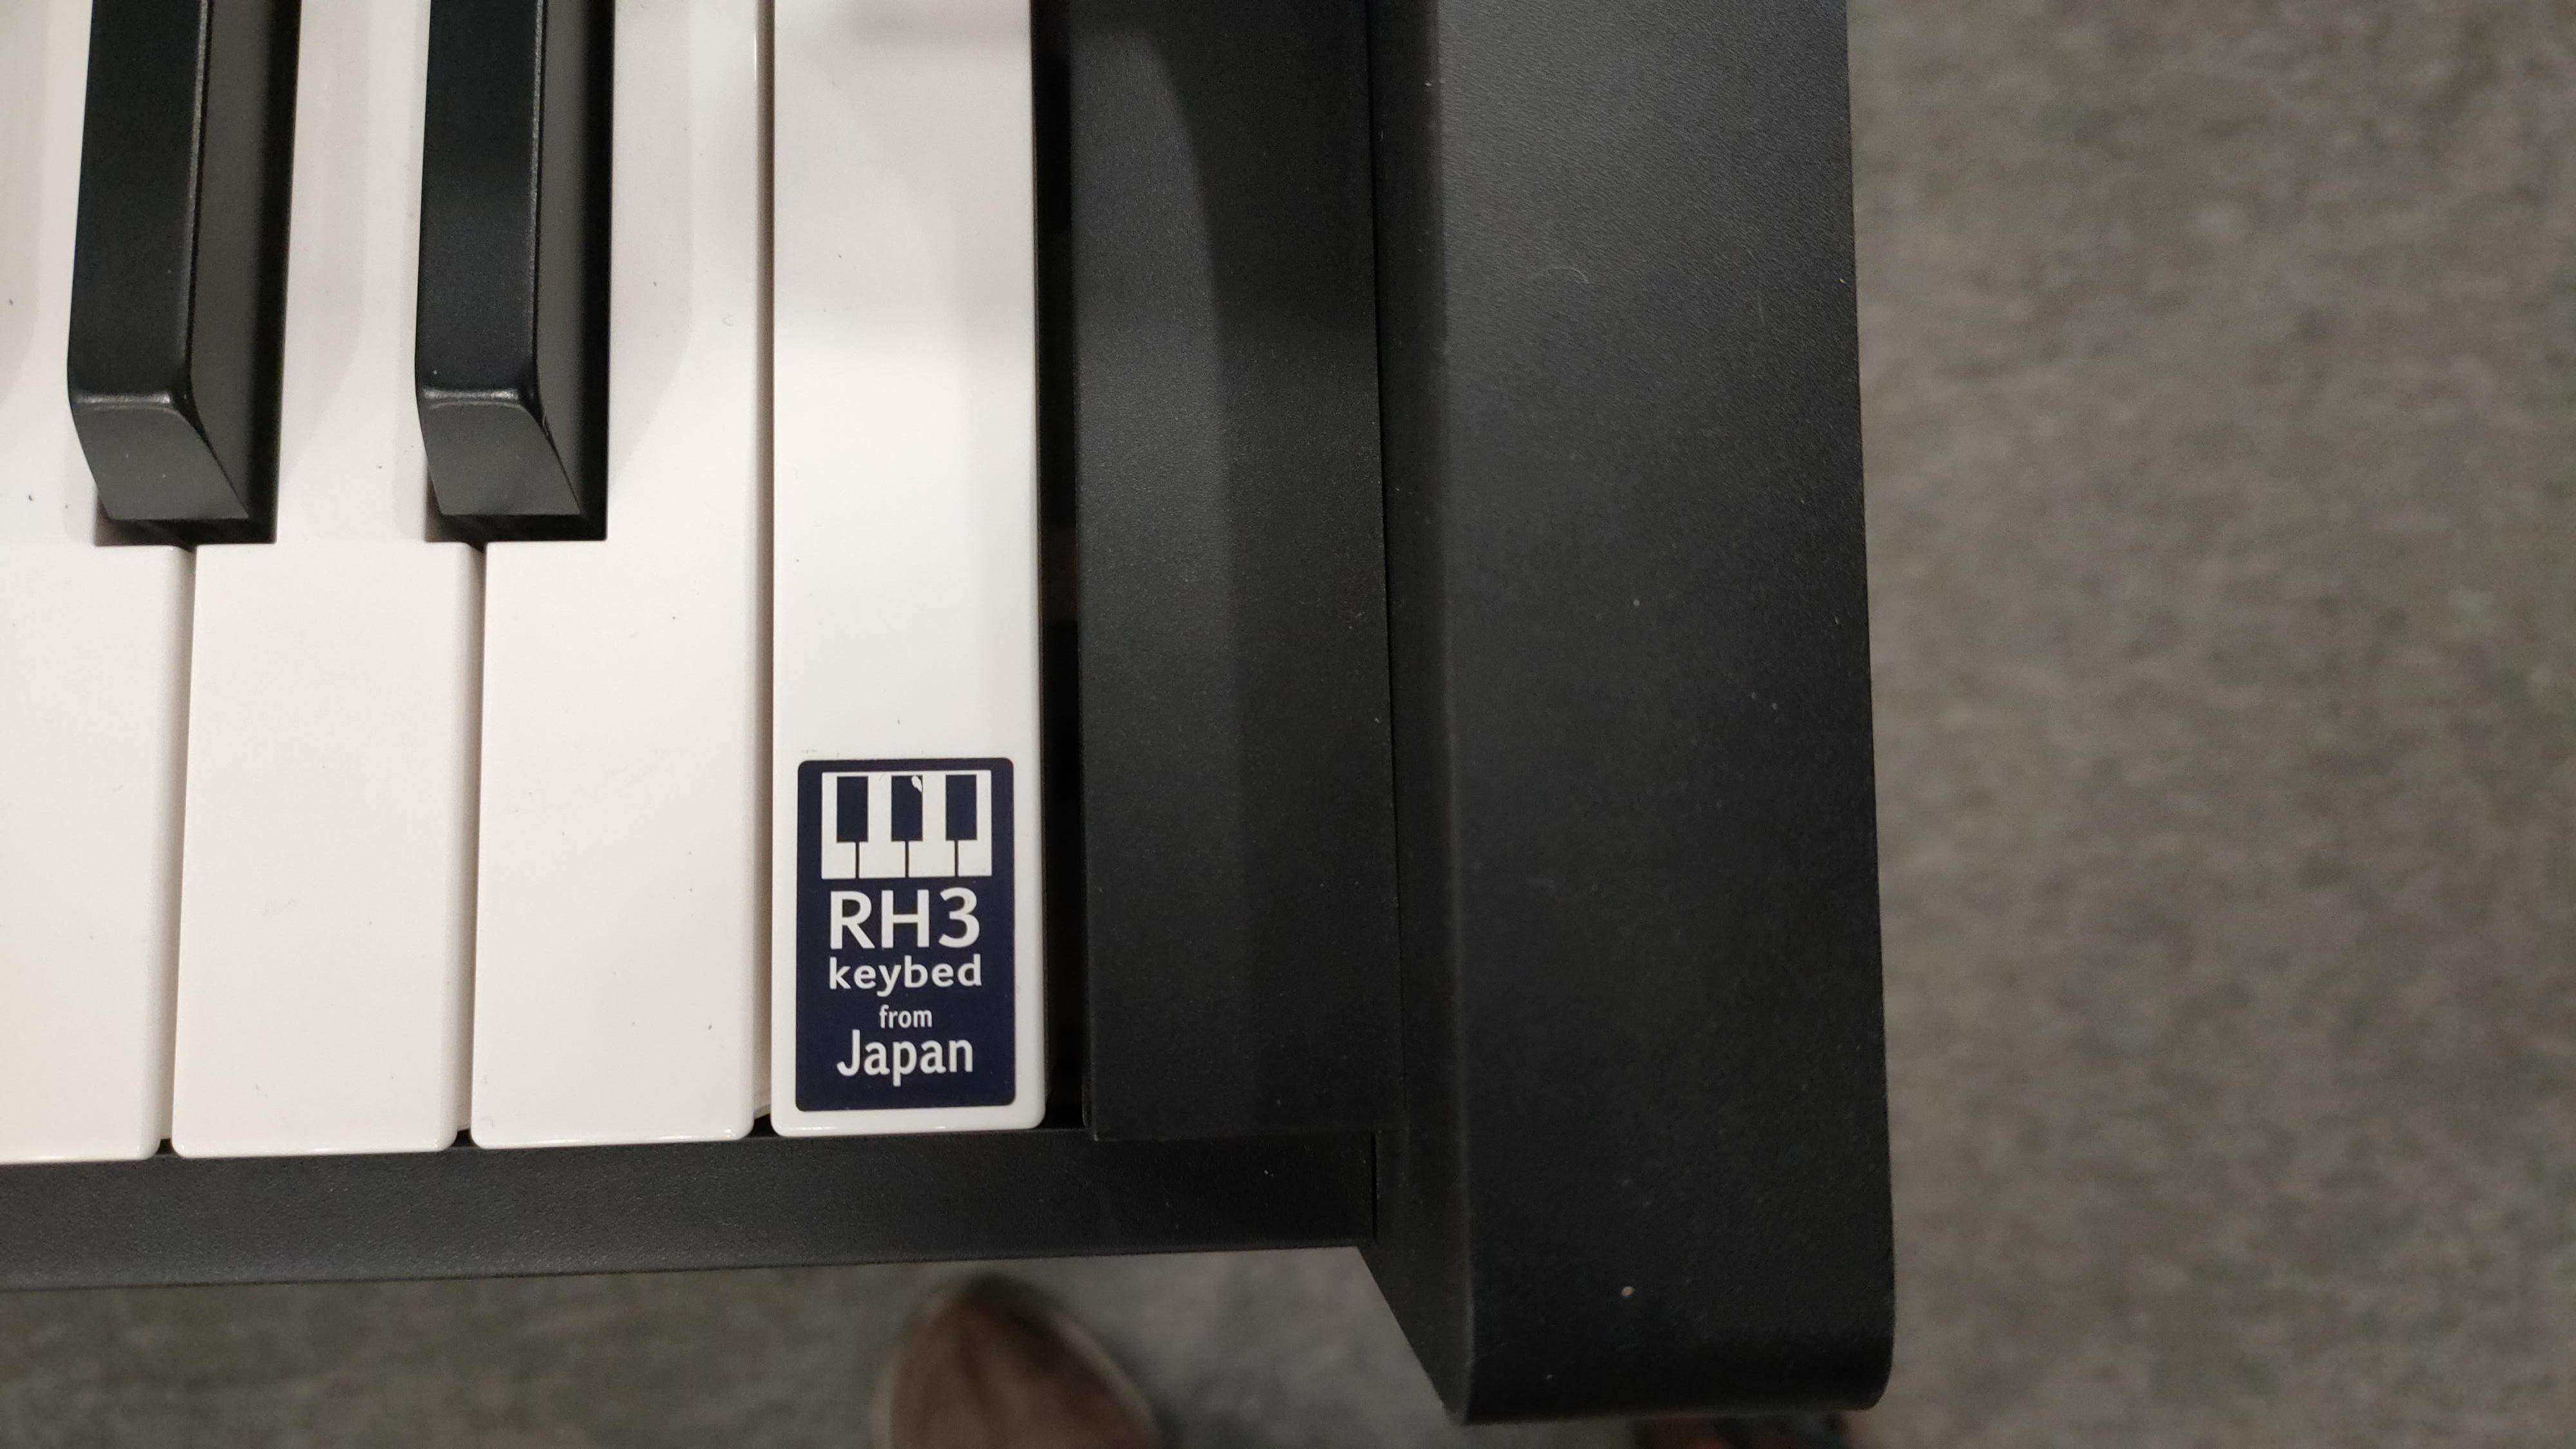 RH3
keybed
from
Japan